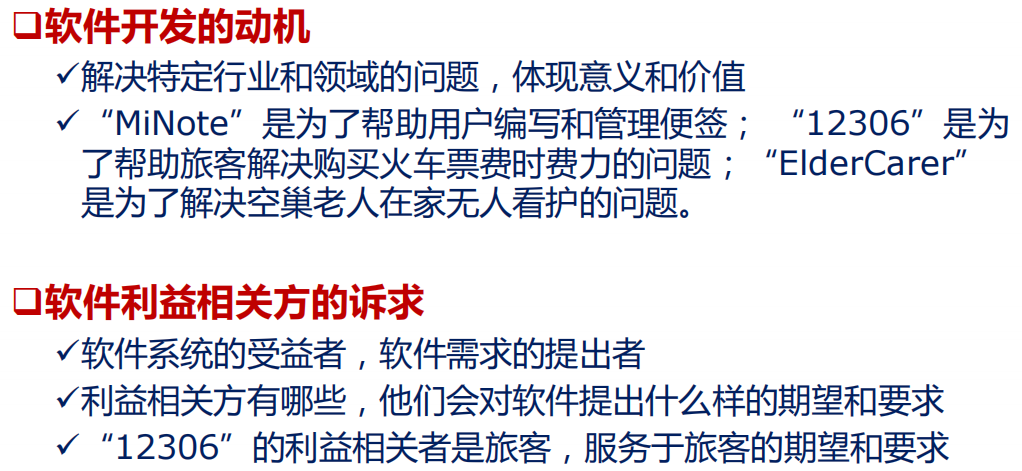 ❑软件开发的动机
✓解决特定行业和领域的问题，体现意义和价值
✓“MiNote”是为了帮助用户编写和管理便签；“12306”是为
了帮助旅客解决购买火车票费时费力的问题；“ElderCarer”
是为了解决空巢老人在家无人看护的问题。
❑软件利益相关方的诉求
✓软件系统的受益者，软件需求的提出者
✓利益相关方有哪些，他们会对软件提出什么样的期望和要求
✓“12306”的利益相关者是旅客，服务于旅客的期望和要求